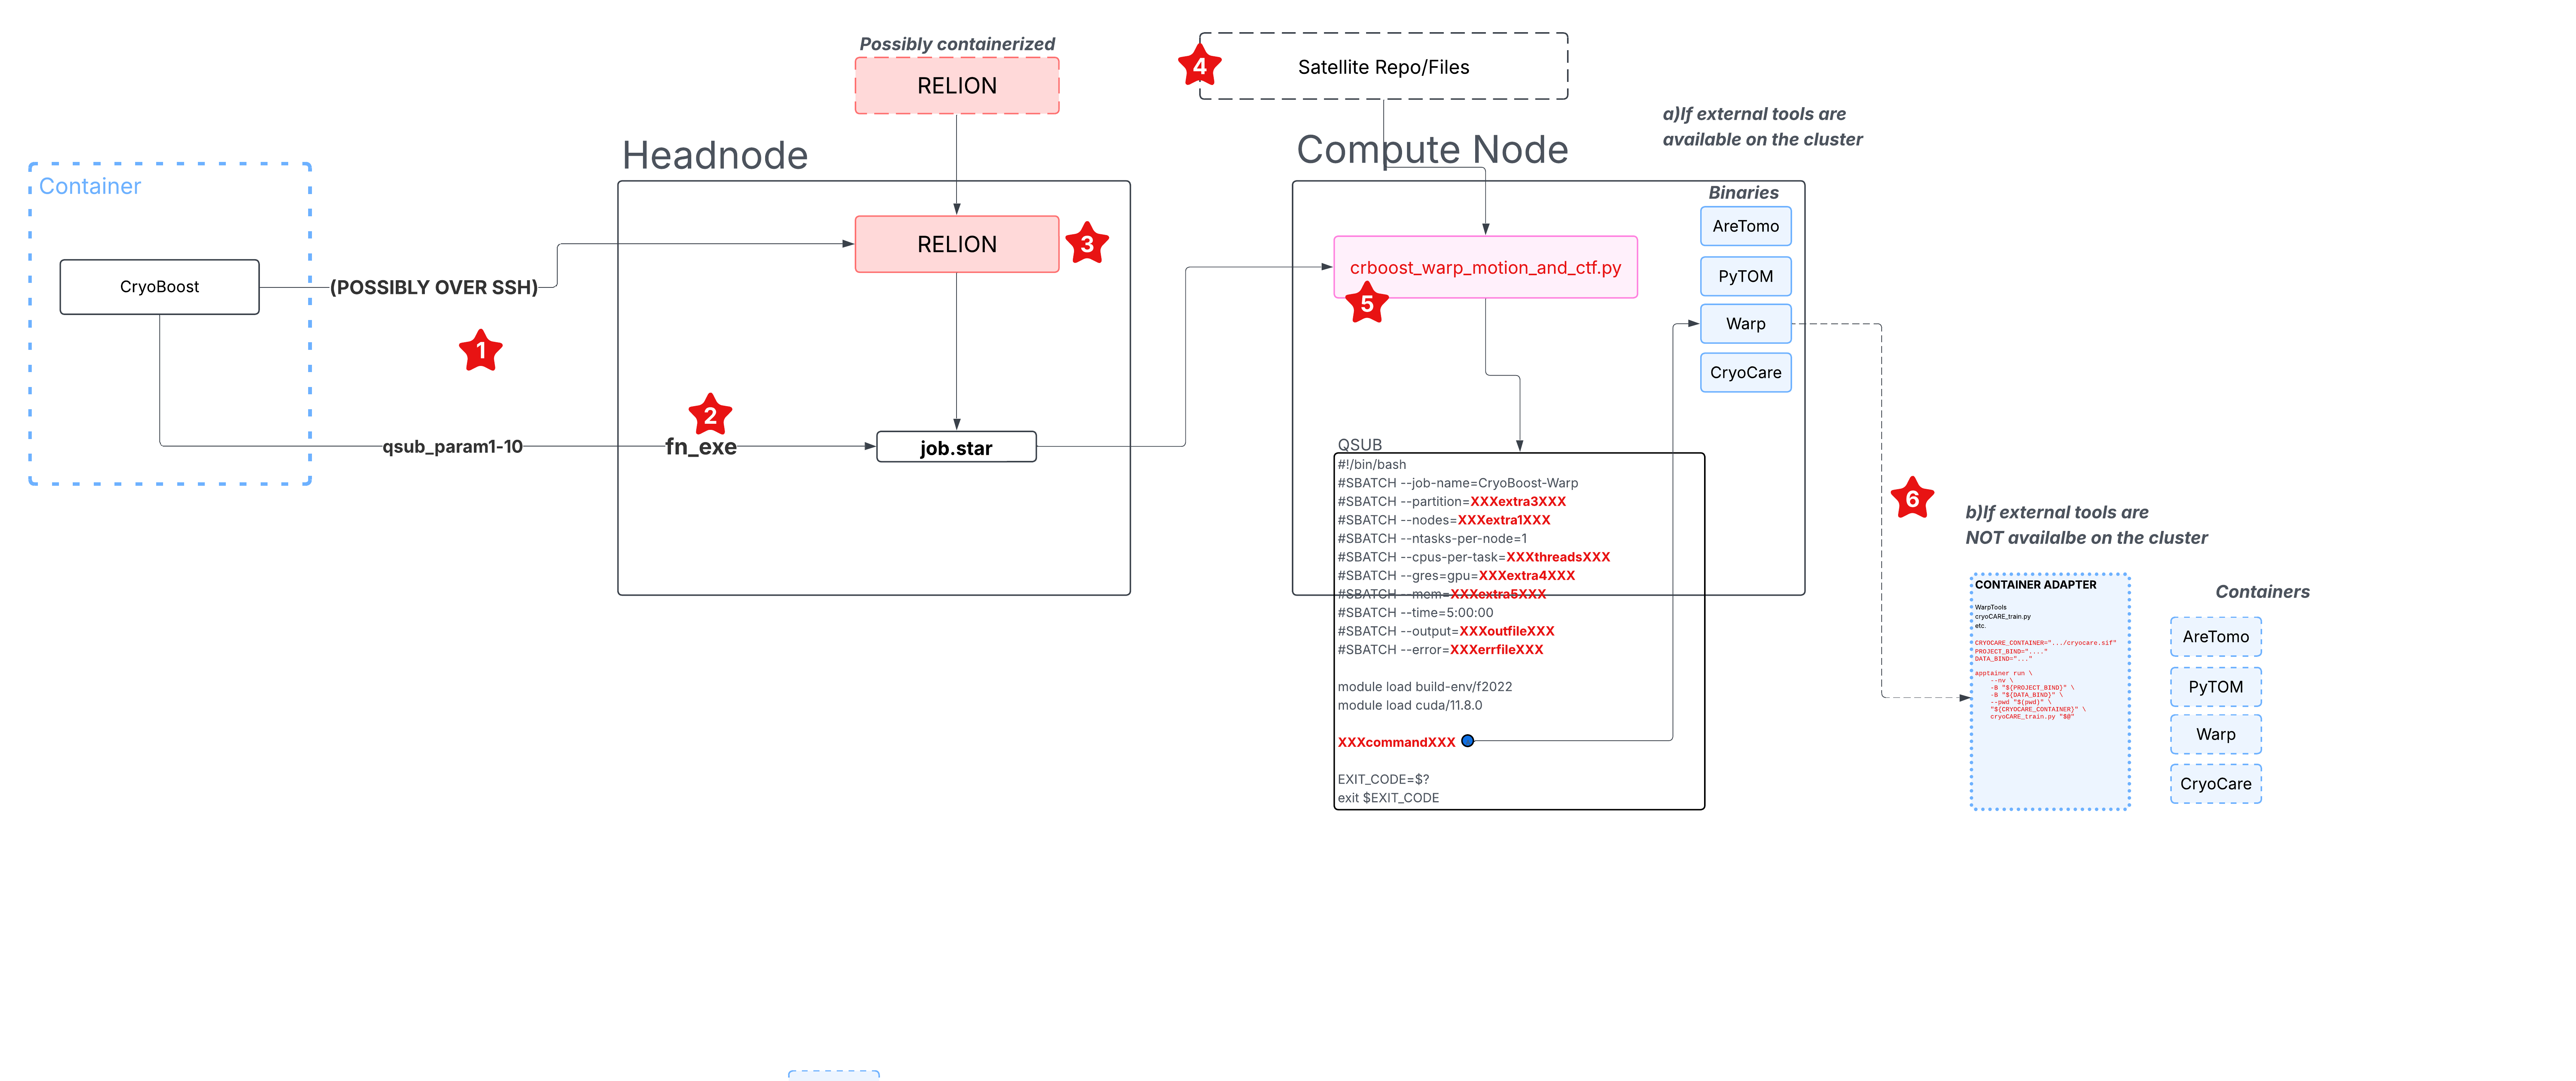 Possibly containerized
RELION
4
Satellite Repo/Files
a)If external tools are
available on the cluster
Headnode
Compute Node
Container
Binaries
AreTomo
RELION
3
crboost_warp_motion_and_ctf.py
PyTOM
CryoBoost
(POSSIBLY OVER SSH)
5
Warp
1
CryoCare
2
qsub_param1-10
fn_exe
job.star
QSUB
#!/bin/bash
#SBATCH --job-name=CryoBoost-Warp
#SBATCH --partition=XXXextra3XXX
#SBATCH --nodes=XXXextra1XXX
#SBATCH --ntasks-per-node=1
#SBATCH --cpus-per-task=XXXthreadsXXX
#SBATCH --gres=gpu=XXXextra4XXX
#SBATCH --mem=XXXextra5XXX
#SBATCH --time=5:00:00
#SBATCH --output=XXXoutfileXXX
#SBATCH --error=XXXerrfileXXX
module load build-env/f2022
module load cuda/11.8.0
XXXcommandXXX
EXIT_CODE=$?
exit $EXIT_CODE
6
b)If external tools are
NOT availalbe on the cluster
CONTAINER ADAPTER
WarpTools
cryoCARE_train.py
etc.
CRYOCARE_CONTAINER=".../cryocare.sif"
PROJECT_BIND="...."
DATA_BIND="..."
apptainer run \
--nv \
-B "${PROJECT_BIND}" \
-B "${DATA_BIND}" \
--pwd "$(pwd)" \
"${CRYOCARE_CONTAINER}" \
cryoCARE_train.py "$@"
Containers
AreTomo
PyTOM
Warp
CryoCare